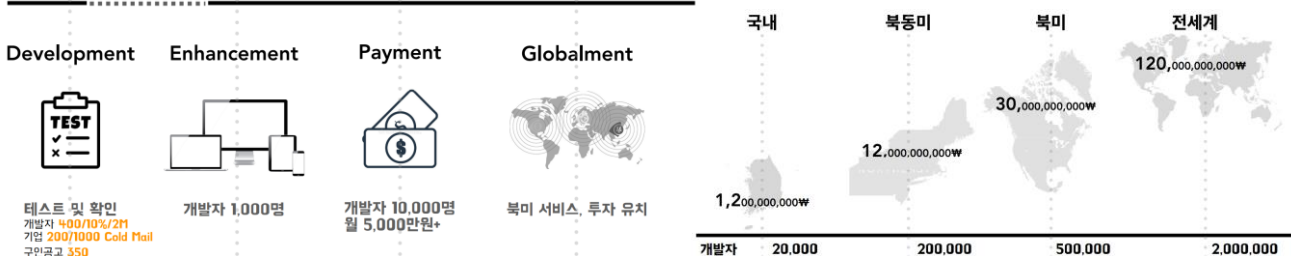 Development
테스트 및 확인
개발자 400/10%/2M
기업 200/1000 Cold Mail
구인공고 350
TEST
Enhancement
개발자 1,000명
Payment
$
개발자 10,000명
월 5,000만원+
Globalment
북미 서비스, 투자 유치
국내 북동미 북미 전세계
1,200,000,000₩
12,000,000,000₩
30,000,000,000₩
120,000,000,000₩
개발자 20,000 200,000 500,000 2,000,000